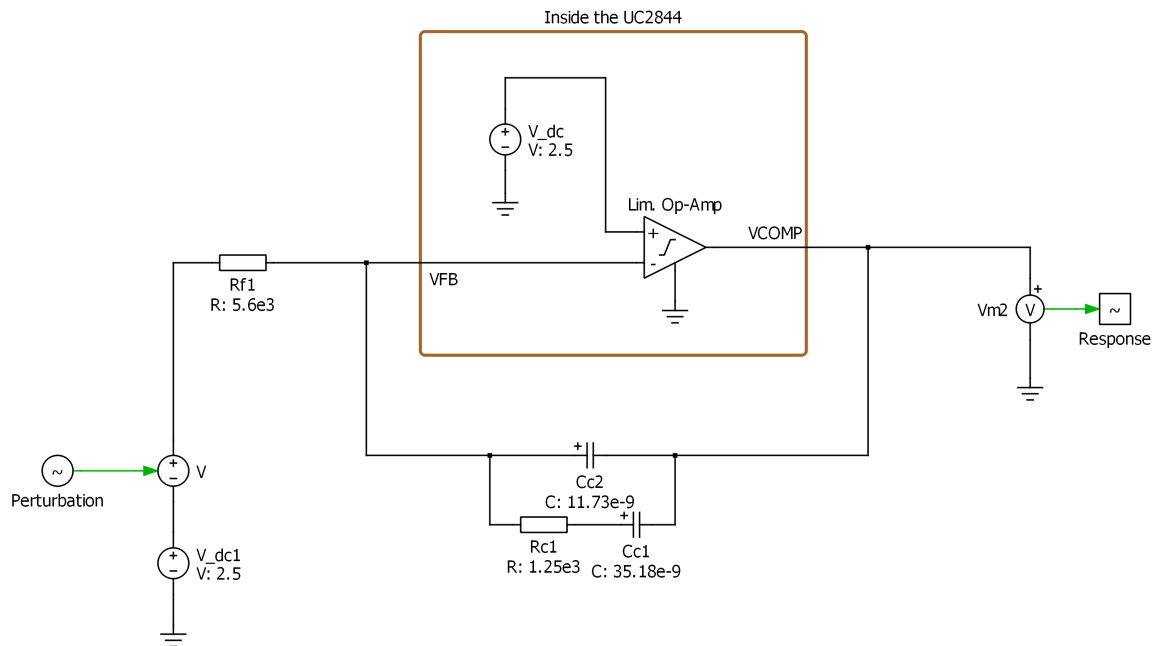 Inside the UC2844
V_dc
V: 2.5
Lim. Op-Amp
+
-
VCOMP
VFB
Rf1
R: 5.6e3
Vm2
V
+
~
Response
~
Perturbation
V
V_dc1
V: 2.5
+
Cc2
C: 11.73e-9
+
Rc1
R: 1.25e3
Cc1
C: 35.18e-9